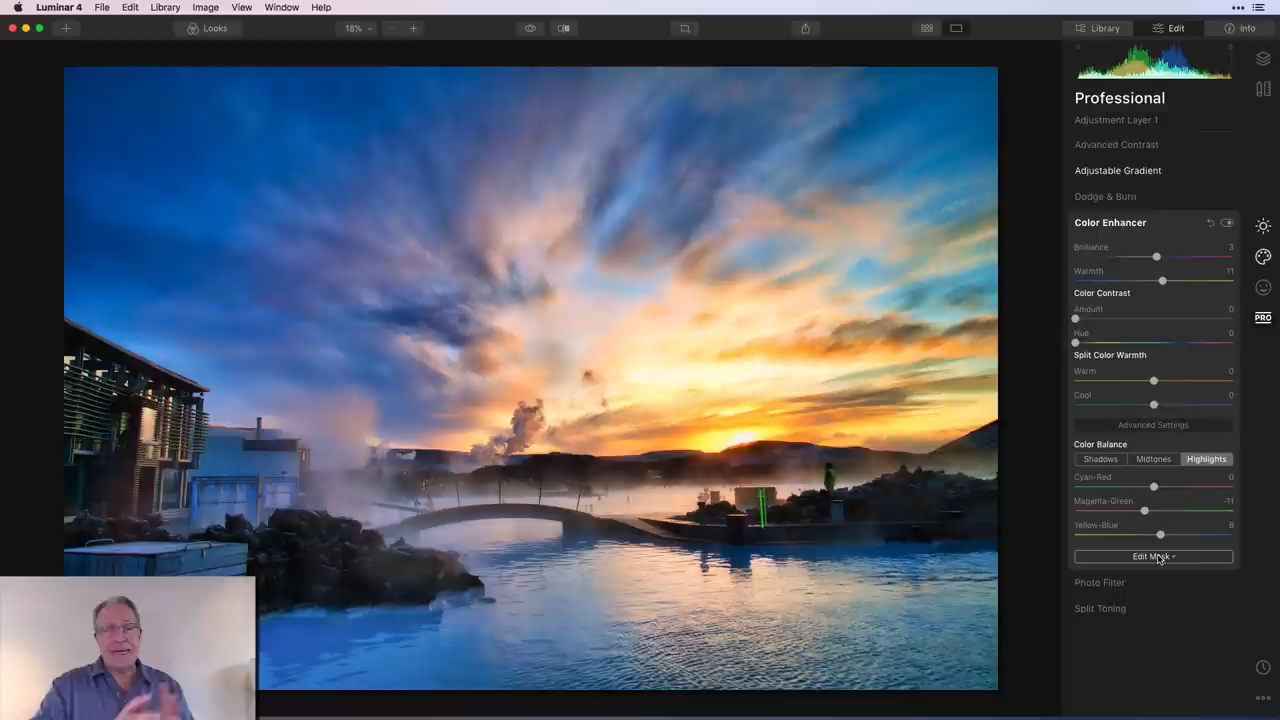 Luminar 4 File Edit Library Image View Window Help
Looks 18% Library Edit Info
Professional
Adjustment Layer 1
Advanced Contrast
Adjustable Gradient
Dodge & Burn
Color Enhancer
Brilliance 3
Warmth 11
Color Contrast
Amount 0
Hue 0
Split Color Warmth
Warm 0
Cool 0
Advanced Settings
Color Balance
Shadows Midtones Highlights
Cyan-Red 0
Magenta-Green -11
Yellow-Blue 8
Edit Mask
Photo Filter
Split Toning
PRO